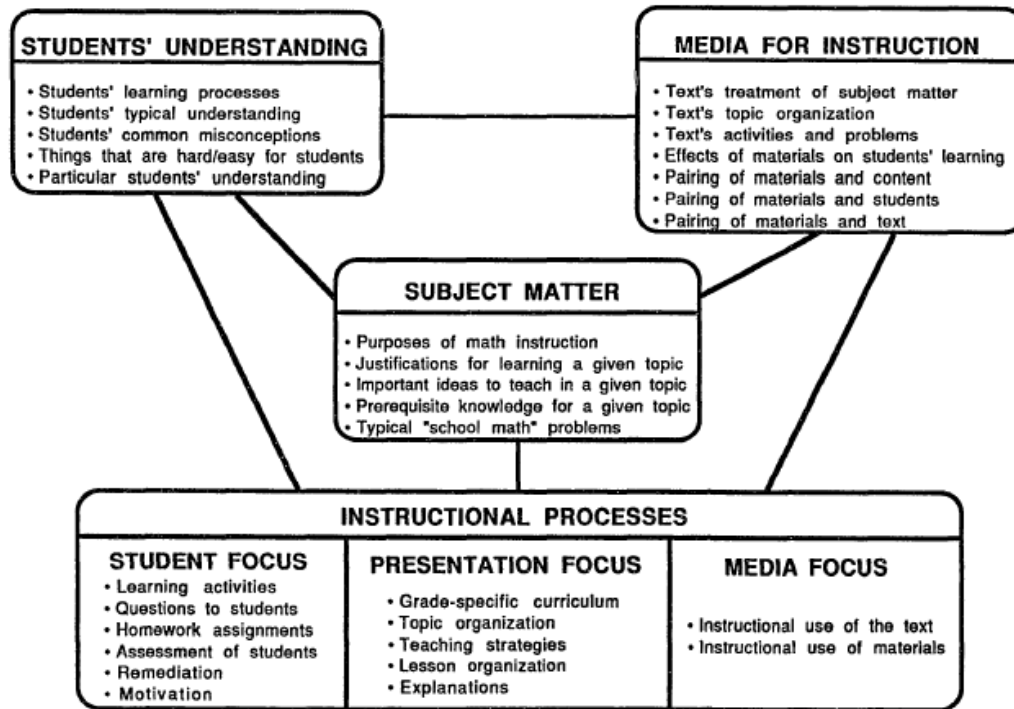 STUDENTS' UNDERSTANDING
• Students' learning processes
• Students' typical understanding
• Students' common misconceptions
• Things that are hard/easy for students
• Particular students' understanding
MEDIA FOR INSTRUCTION
• Text's treatment of subject matter
• Text's topic organization
• Text's activities and problems
• Effects of materials on students' learning
• Pairing of materials and content
• Pairing of materials and students
• Pairing of materials and text
SUBJECT MATTER
• Purposes of math instruction
• Justifications for learning a given topic
• Important ideas to teach in a given topic
• Prerequisite knowledge for a given topic
• Typical "school math" problems
INSTRUCTIONAL PROCESSES
STUDENT FOCUS
• Learning activities
• Questions to students
• Homework assignments
• Assessment of students
• Remediation
• Motivation
PRESENTATION FOCUS
• Grade-specific curriculum
• Topic organization
• Teaching strategies
• Lesson organization
• Explanations
MEDIA FOCUS
• Instructional use of the text
• Instructional use of materials